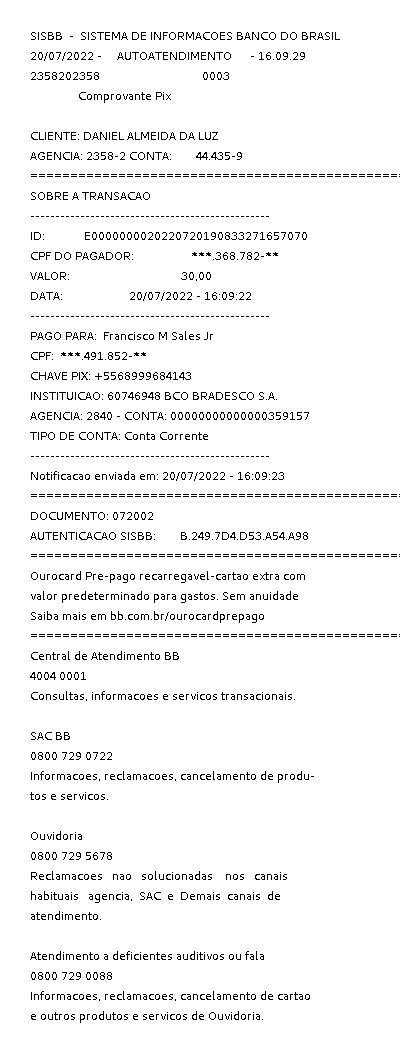 SISBB - SISTEMA DE INFORMACOES BANCO DO BRASIL
20/07/2022 - AUTOATENDIMENTO - 16.09.29
2358202358 0003
Comprovante Pix
CLIENTE: DANIEL ALMEIDA DA LUZ
AGENCIA: 2358-2 CONTA: 44.435-9
================================================
SOBRE A TRANSACAO
------------------------------------------------
ID: E00000000202207201908332716570​70
CPF DO PAGADOR: ***.368.782-**
VALOR: 30,00
DATA: 20/07/2022 - 16:09:22
------------------------------------------------
PAGO PARA: Francisco M Sales Jr
CPF: ***.491.852-**
CHAVE PIX: +5568999684143
INSTITUICAO: 60746948 BCO BRADESCO S.A.
AGENCIA: 2840 - CONTA: 00000000000000359157
TIPO DE CONTA: Conta Corrente
------------------------------------------------
Notificacao enviada em: 20/07/2022 - 16:09:23
================================================
DOCUMENTO: 072002
AUTENTICACAO SISBB: B.249.7D4.D53.A54.A98
================================================
Ourocard Pre-pago recarregavel-cartao extra com
valor predeterminado para gastos. Sem anuidade
Saiba mais em bb.com.br/ourocardprepago
================================================
Central de Atendimento BB
4004 0001
Consultas, informacoes e servicos transacionais.
SAC BB
0800 729 0722
Informacoes, reclamacoes, cancelamento de produ-
tos e servicos.
Ouvidoria
0800 729 5678
Reclamacoes nao solucionadas nos canais
habituais agencia, SAC e Demais canais de
atendimento.
Atendimento a deficientes auditivos ou fala
0800 729 0088
Informacoes, reclamacoes, cancelamento de cartao
e outros produtos e servicos de Ouvidoria.